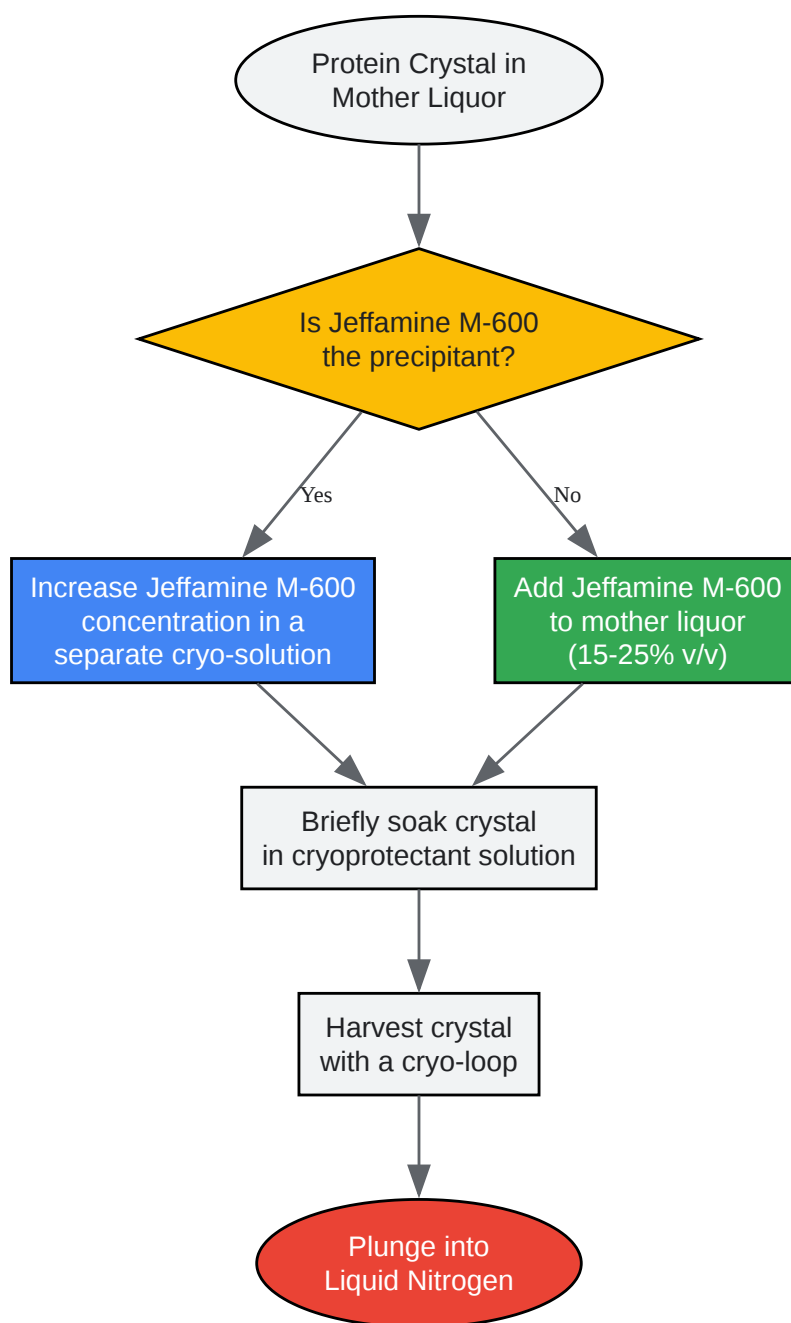 Protein Crystal in
Mother Liquor
Is Jeffamine M-600
the precipitant?
Yes
No
Increase Jeffamine M-600
concentration in a
separate cryo-solution
Add Jeffamine M-600
to mother liquor
(15-25% v/v)
Briefly soak crystal
in cryoprotectant solution
Harvest crystal
with a cryo-loop
Plunge into
Liquid Nitrogen